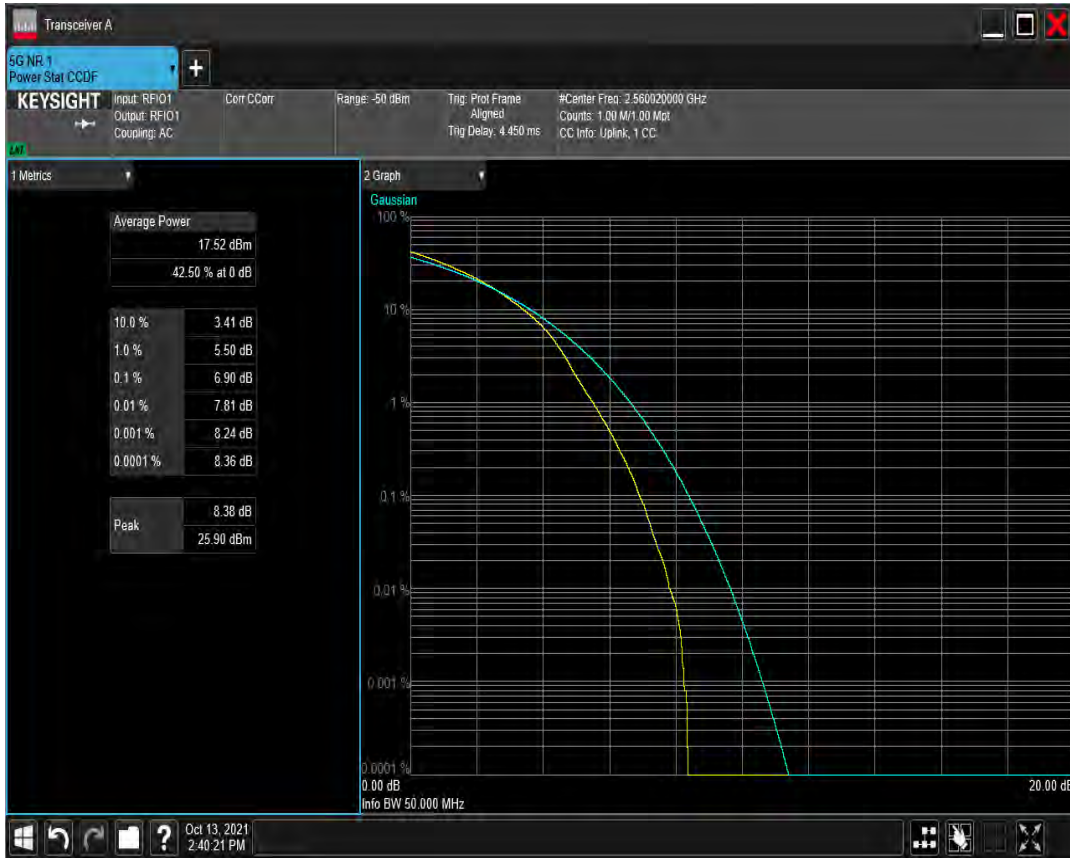 Transceiver A
5G NR 1
Power Stat CCDF
KEYSIGHT
Input: RFIO1
Output: RFIO1
Coupling: AC
Corr CCorr
Range: -50 dBm
Trig: Prot Frame
Aligned
Trig Delay: 4.450 ms
#Center Freq: 2.560020000 GHz
Counts: 1.00 M/1.00 Mpt
CC Info: Uplink, 1 CC
1 Metrics
Average Power
17.52 dBm
42.50 % at 0 dB
10.0 % 3.41 dB
1.0 % 5.50 dB
0.1 % 6.90 dB
0.01 % 7.81 dB
0.001 % 8.24 dB
0.0001 % 8.36 dB
Peak 8.38 dB
25.90 dBm
2 Graph
Gaussian
100 %
10 %
1 %
0.1 %
0.01 %
0.001 %
0.0001 %
0.00 dB 20.00 dB
Info BW 50.000 MHz
Oct 13, 2021
2:40:21 PM